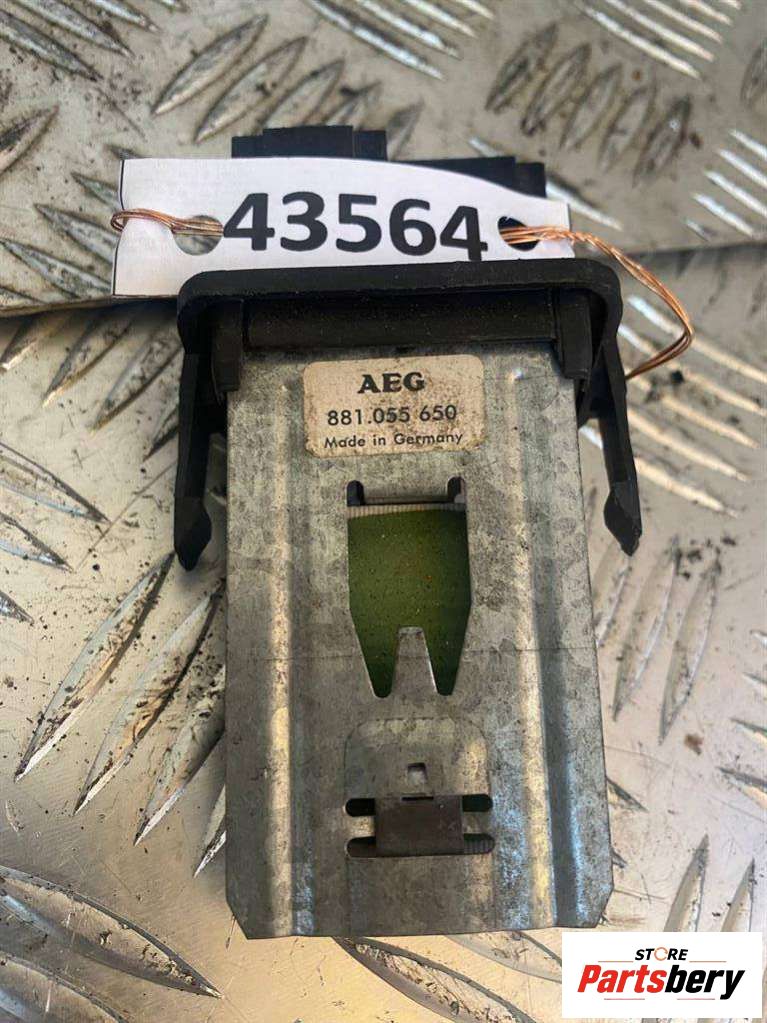 43564
AEG
881.055 650
Made in Germany
STORE
Partsbery